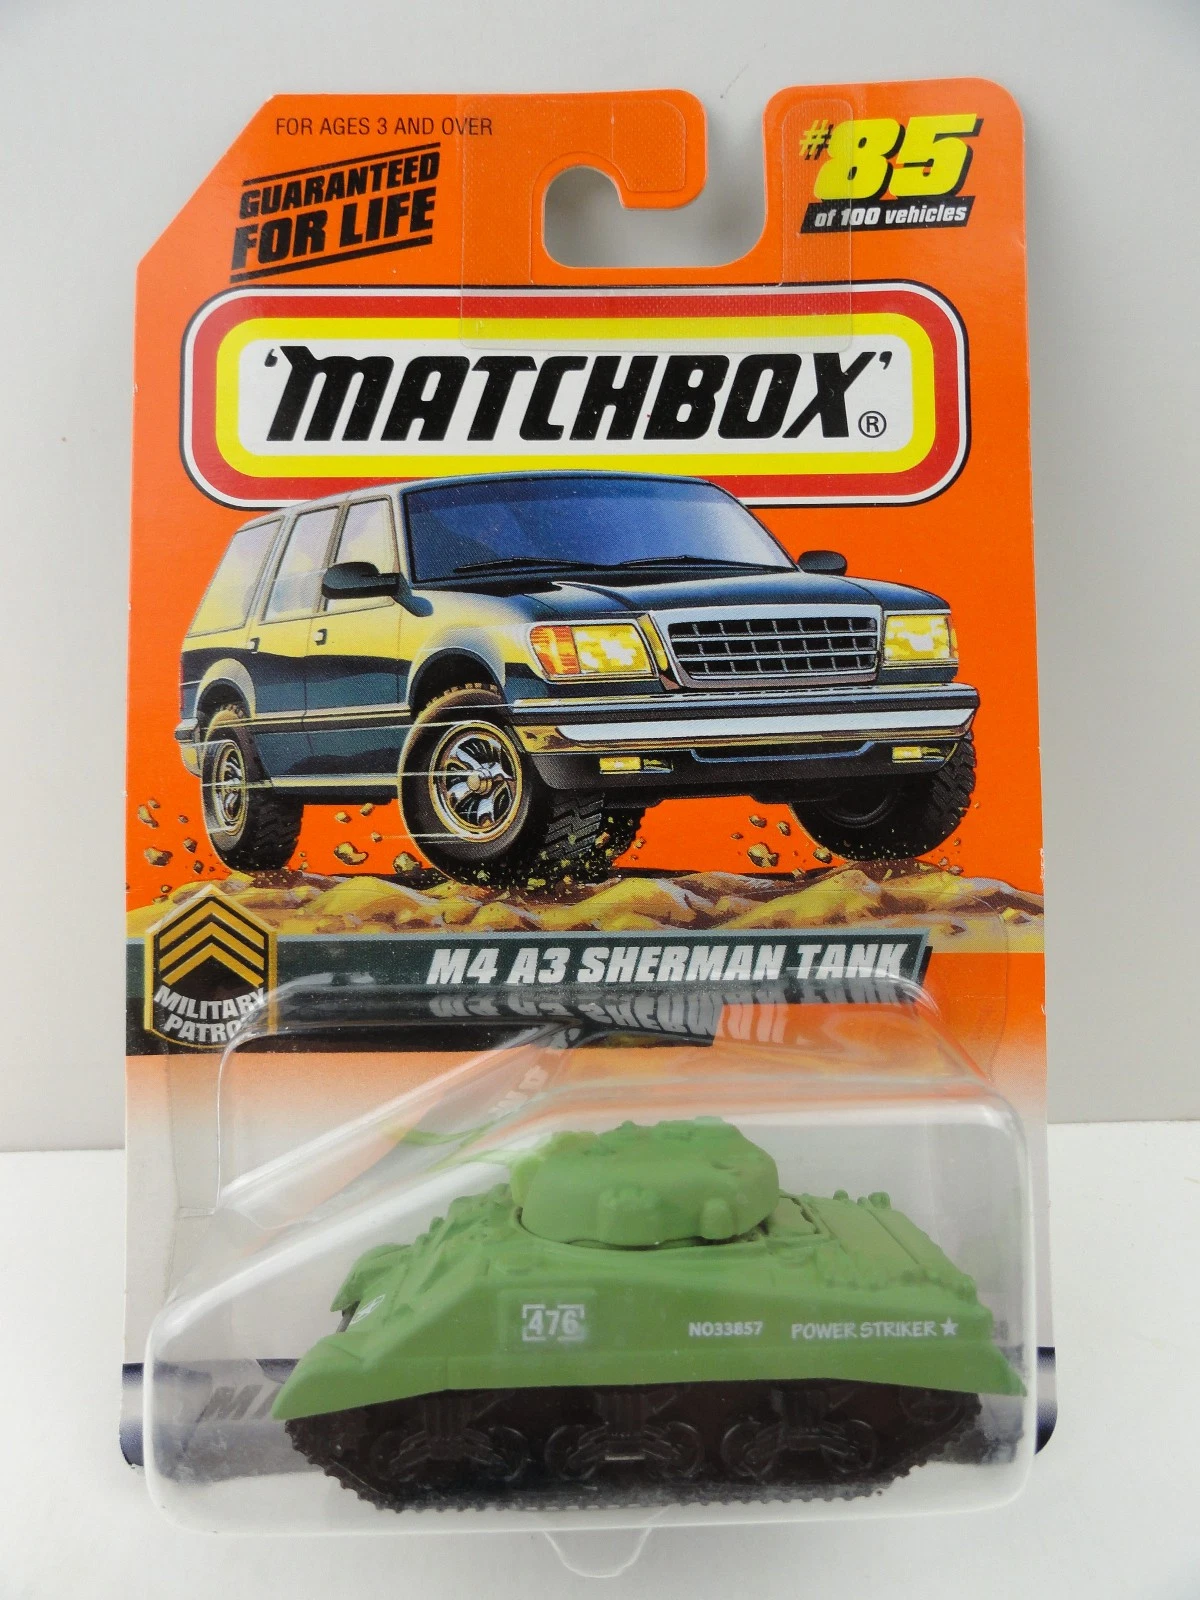 FOR AGES 3 AND OVER
GUARANTEED
FOR LIFE
#85
of 100 vehicles
'MATCHBOX'®
M4 A3 SHERMAN TANK
MILITARY
PATROL
476
NO33857 POWER STRIKER★